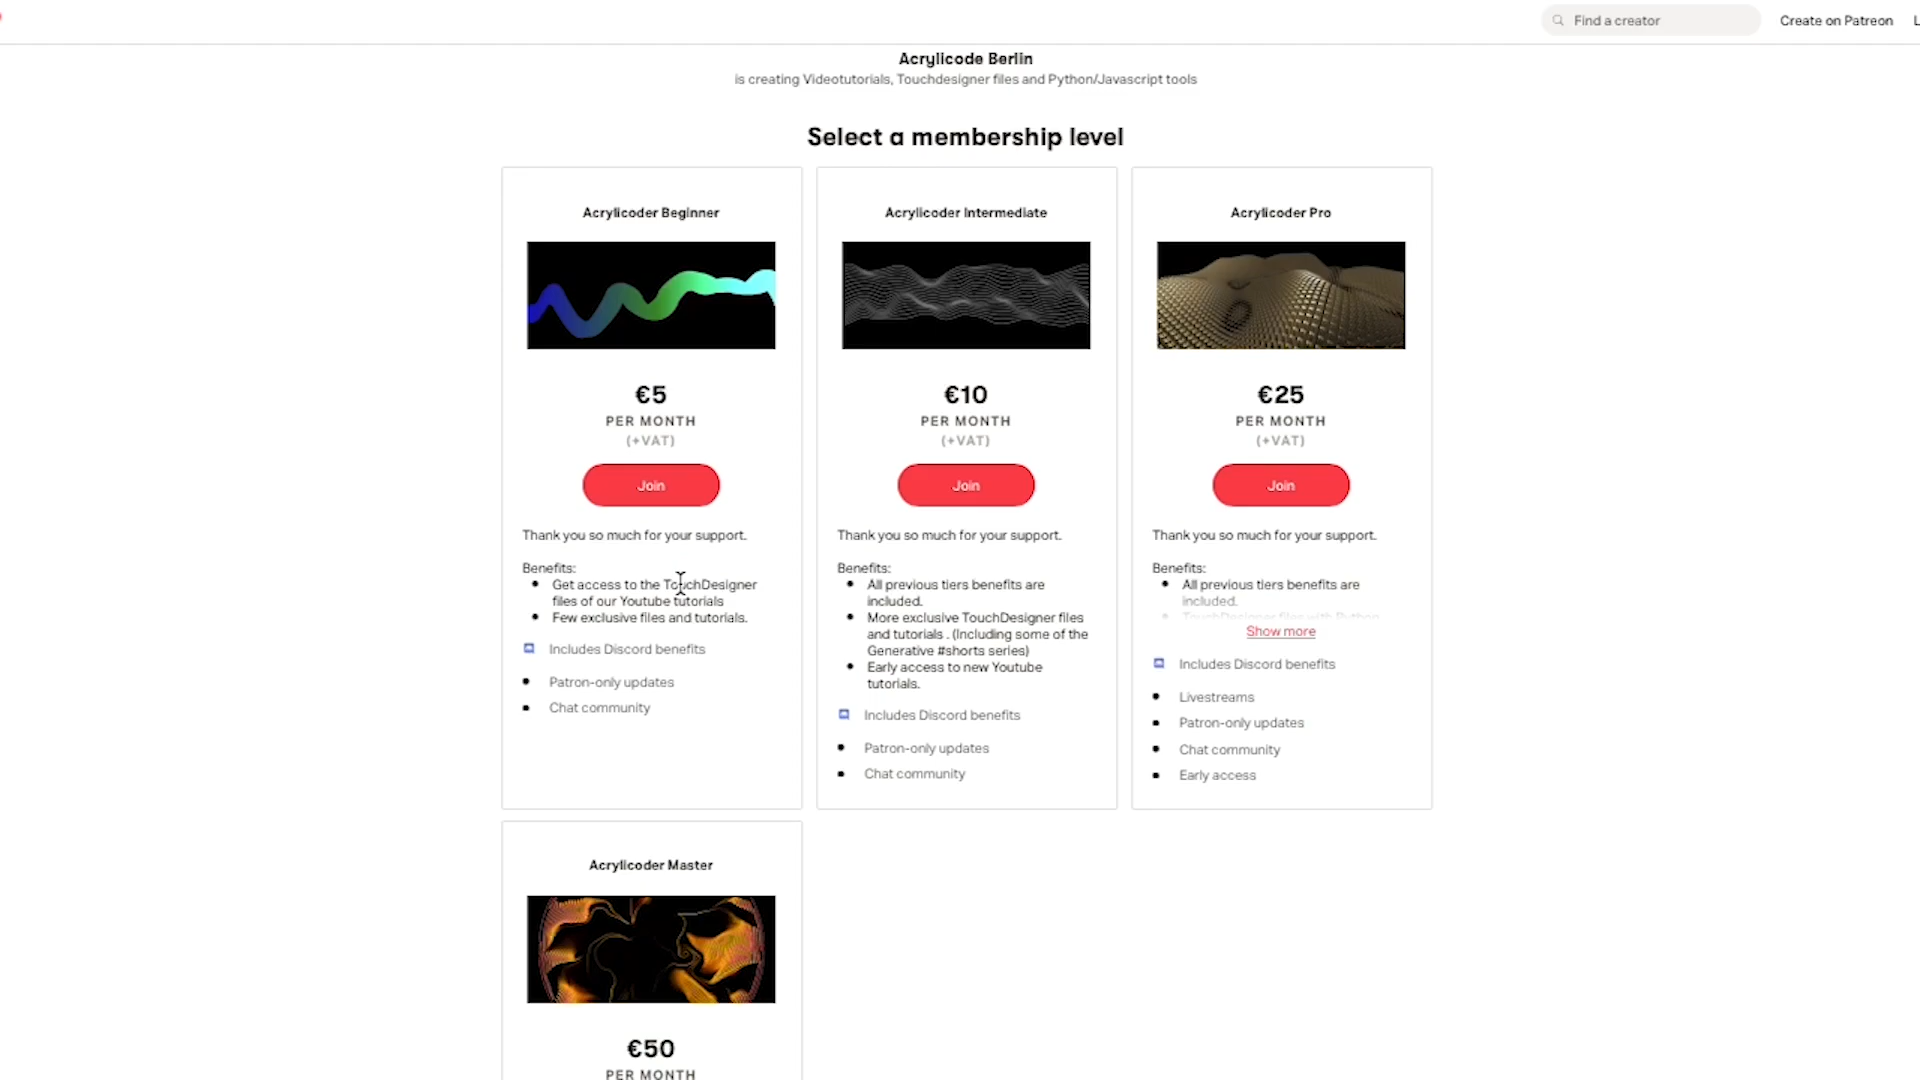 Find a creator
Create on Patreon
Acrylicode Berlin
is creating Videotutorials, Touchdesigner files and Python/Javascript tools
Select a membership level
Acrylicoder Beginner
€5
PER MONTH
(+VAT)
Join
Thank you so much for your support.
Benefits:
Get access to the TouchDesigner
files of our Youtube tutorials
Few exclusive files and tutorials.
Includes Discord benefits
Patron-only updates
Chat community
Acrylicoder Intermediate
€10
PER MONTH
(+VAT)
Join
Thank you so much for your support.
Benefits:
All previous tiers benefits are
included.
More exclusive TouchDesigner files
and tutorials . (Including some of the
Generative #shorts series)
Early access to new Youtube
tutorials.
Includes Discord benefits
Patron-only updates
Chat community
Acrylicoder Pro
€25
PER MONTH
(+VAT)
Join
Thank you so much for your support.
Benefits:
All previous tiers benefits are
included.
TouchDesigner files with Python
Show more
Includes Discord benefits
Livestreams
Patron-only updates
Chat community
Early access
Acrylicoder Master
€50
PER MONTH